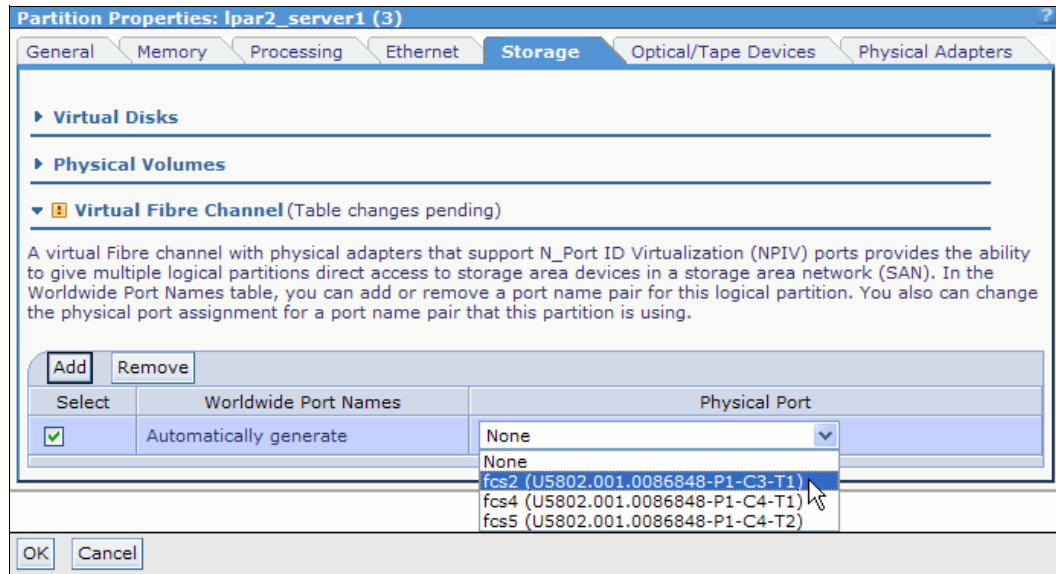 Partition Properties: lpar2_server1 (3)
?
General Memory Processing Ethernet Storage Optical/Tape Devices Physical Adapters
Virtual Disks
Physical Volumes
Virtual Fibre Channel (Table changes pending)
A virtual Fibre channel with physical adapters that support N_Port ID Virtualization (NPIV) ports provides the ability
to give multiple logical partitions direct access to storage area devices in a storage area network (SAN). In the
Worldwide Port Names table, you can add or remove a port name pair for this logical partition. You also can change
the physical port assignment for a port name pair that this partition is using.
Add Remove
Select Worldwide Port Names Physical Port
Automatically generate None
None
fcs2 (U5802.001.0086848-P1-C3-T1)
fcs4 (U5802.001.0086848-P1-C4-T1)
fcs5 (U5802.001.0086848-P1-C4-T2)
OK Cancel